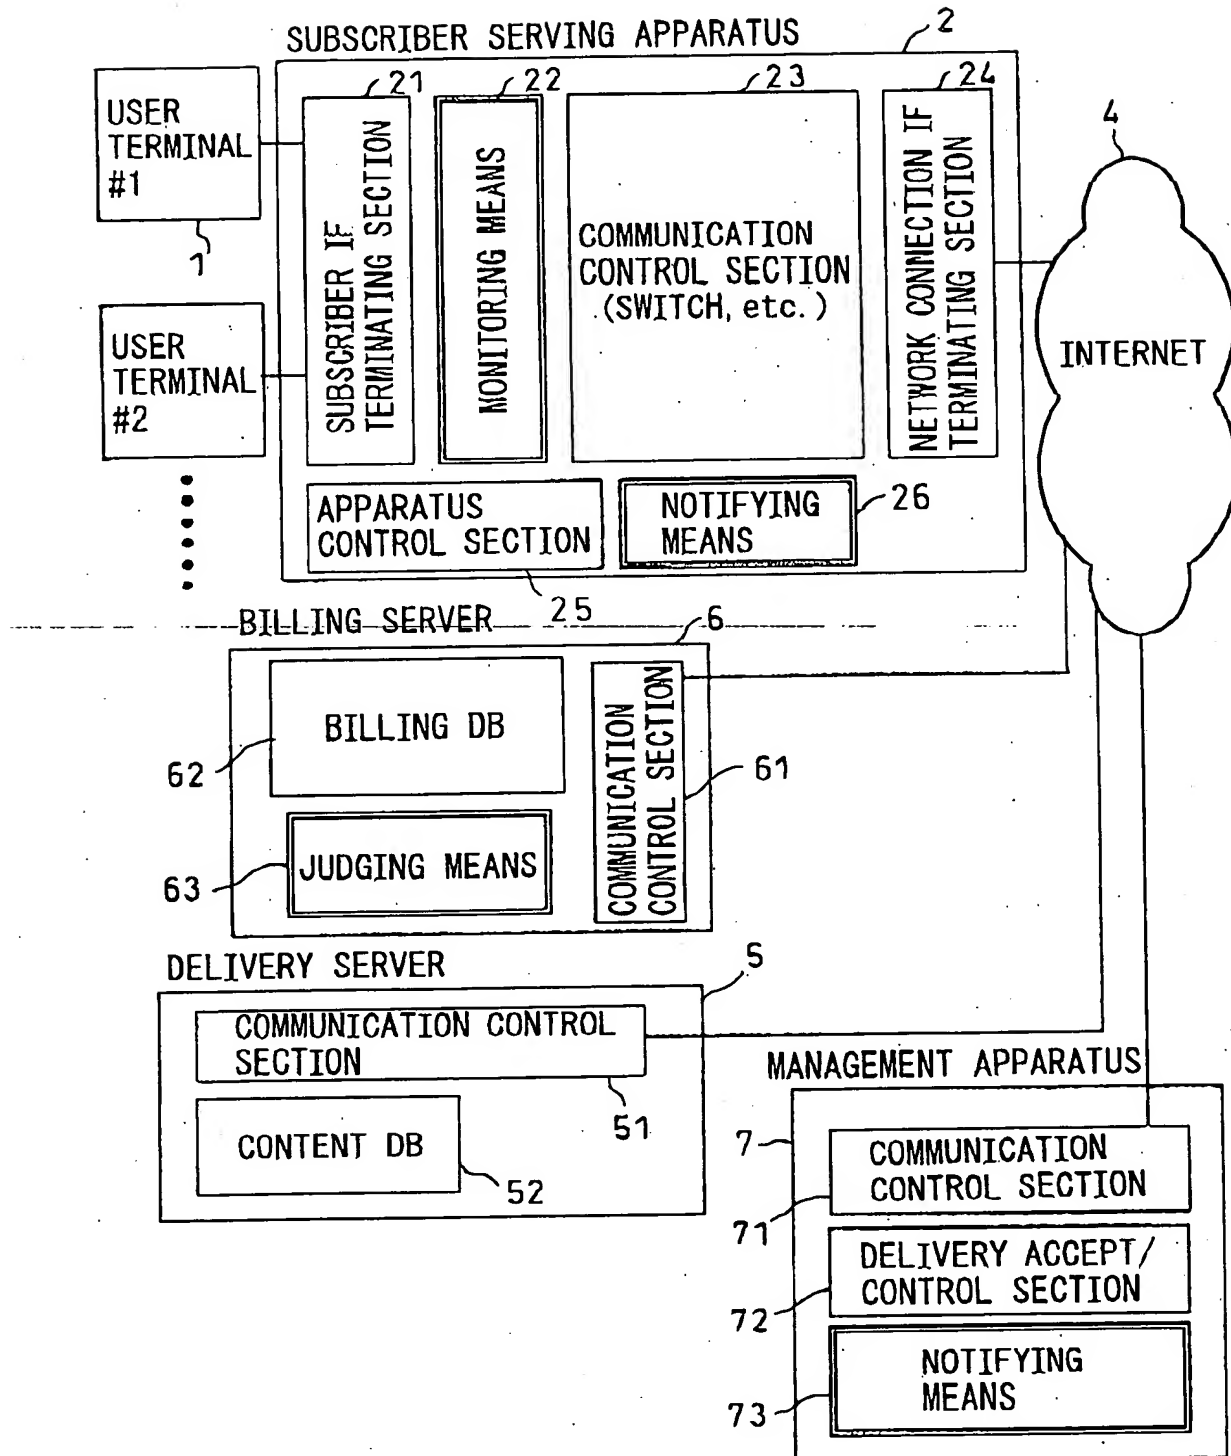 SUBSCRIBER SERVING APPARATUS
2
USER
TERMINAL
#1
1
USER
TERMINAL
#2
21
SUBSCRIBER IF
TERMINATING SECTION
22
MONITORING MEANS
23
COMMUNICATION
CONTROL SECTION
(SWITCH, etc.)
24
NETWORK CONNECTION IF
TERMINATING SECTION
4
INTERNET
APPARATUS
CONTROL SECTION
25
NOTIFYING
MEANS
26
BILLING SERVER
6
BILLING DB
62
JUDGING MEANS
63
COMMUNICATION
CONTROL SECTION
61
DELIVERY SERVER
5
COMMUNICATION CONTROL
SECTION
51
CONTENT DB
52
MANAGEMENT APPARATUS
7
COMMUNICATION
CONTROL SECTION
71
DELIVERY ACCEPT/
CONTROL SECTION
72
NOTIFYING
MEANS
73